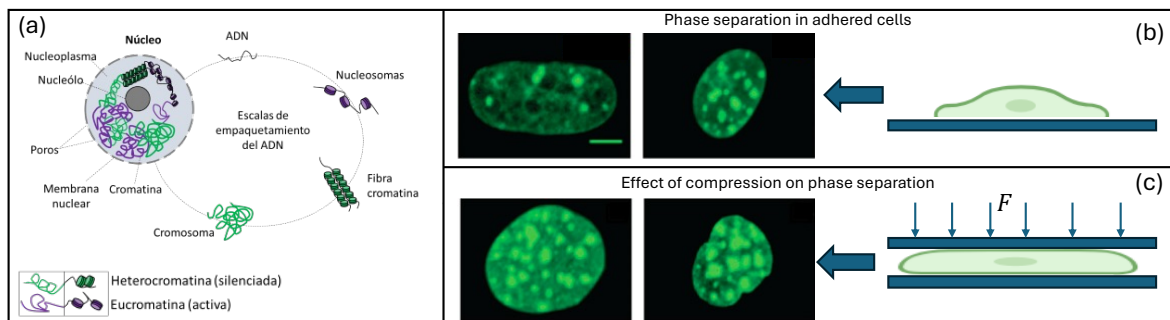 (a)
Núcleo
Nucleoplasma
Nucleólo
Poros
Membrana
nuclear
Cromatina
ADN
Nucleosomas
Escalas de
empaquetamiento
del ADN
Fibra
cromatina
Cromosoma
Heterocromatina (silenciada)
Eucromatina (activa)
Phase separation in adhered cells
(b)
Effect of compression on phase separation
(c)
F